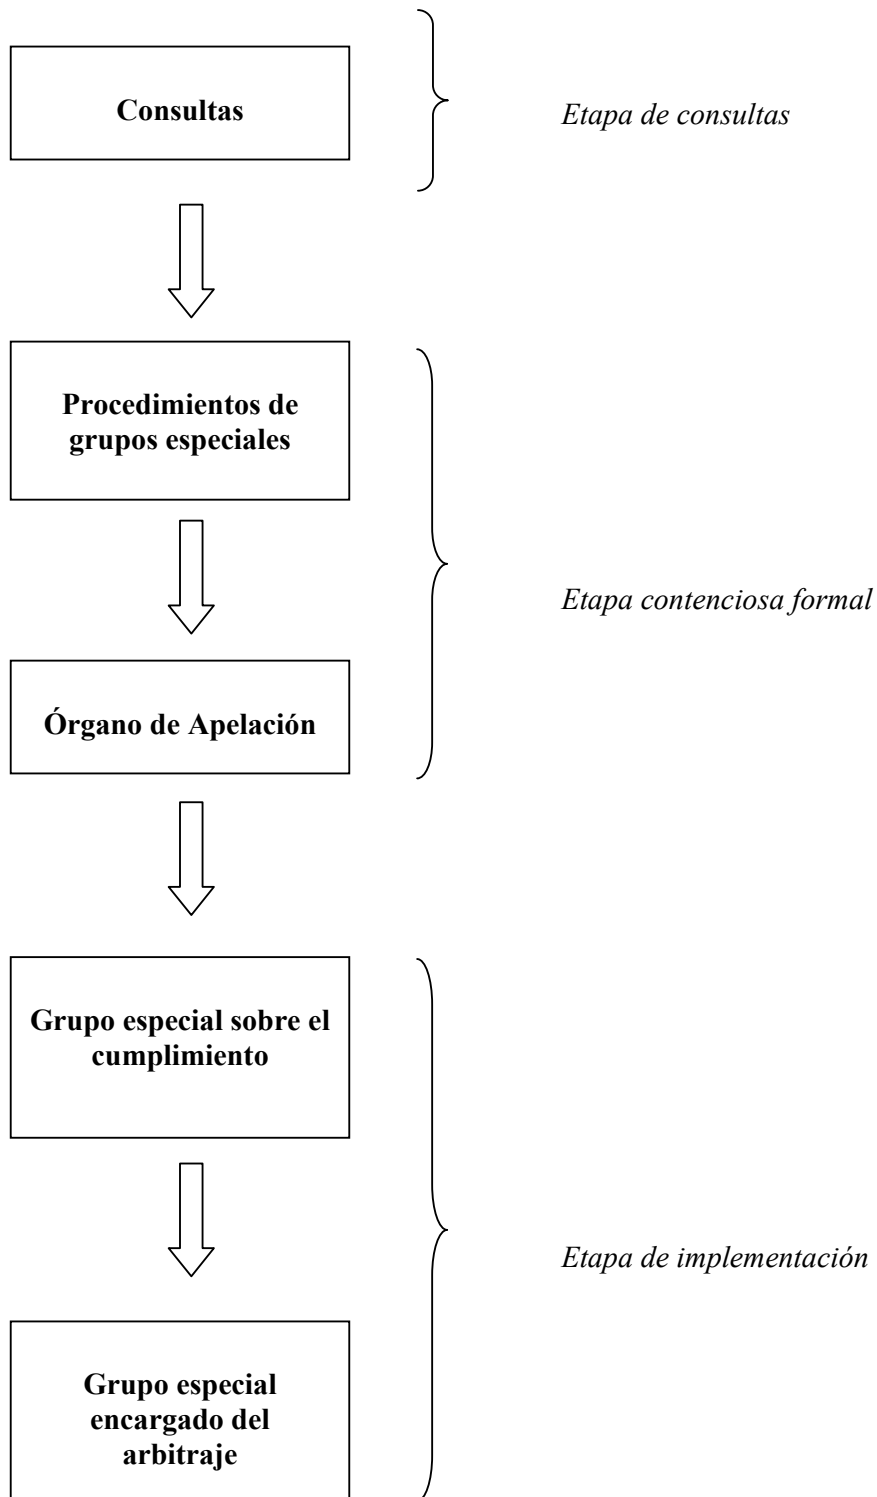 Consultas
Etapa de consultas
Procedimientos de
grupos especiales
Etapa contenciosa formal
Órgano de Apelación
Grupo especial sobre el
cumplimiento
Etapa de implementación
Grupo especial
encargado del
arbitraje